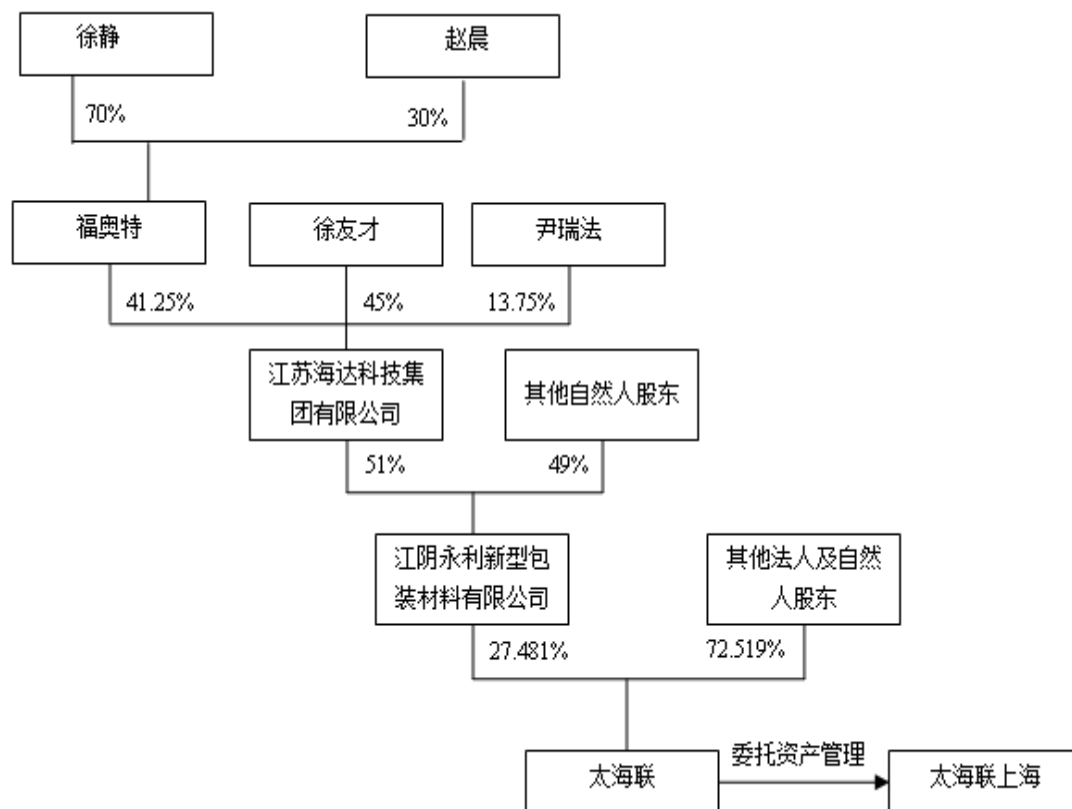 徐静
赵晨
70%
30%
福奥特
徐友才
尹瑞法
41.25%
45%
13.75%
江苏海达科技集
团有限公司
其他自然人股东
51%
49%
江阴永利新型包
装材料有限公司
其他法人及自然
人股东
27.481%
72.519%
太海联
委托资产管理
太海联上海